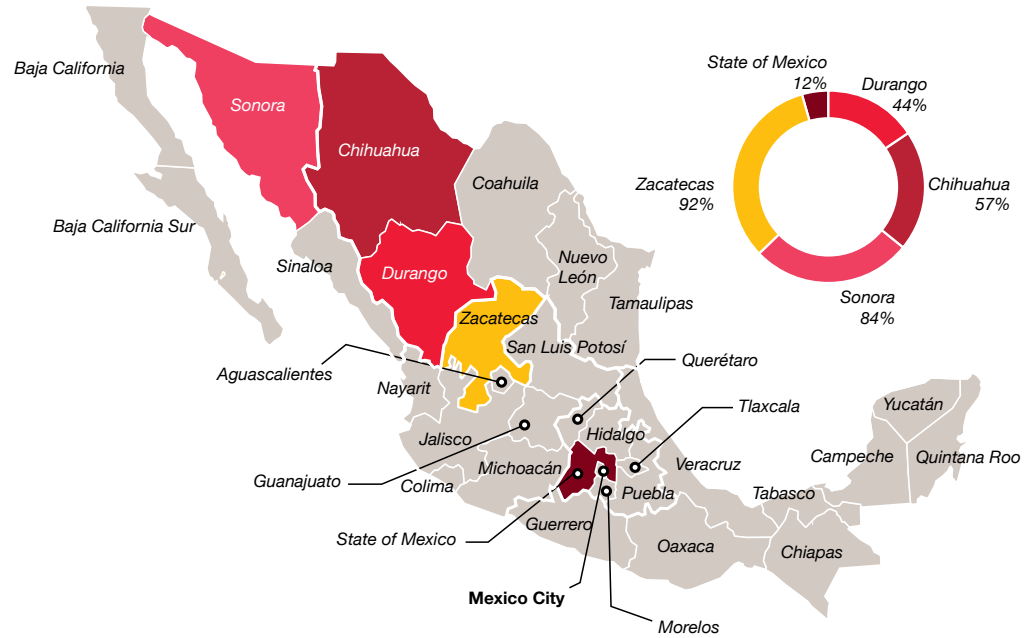 Baja California
Sonora
Chihuahua
Coahuila
Baja California Sur
Sinaloa
Durango
Nuevo
León
Tamaulipas
Zacatecas
San Luis Potosí
Aguascalientes
Nayarit
Querétaro
Jalisco
Hidalgo
Tlaxcala
Yucatán
Guanajuato
Colima
Michoacán
Veracruz
Campeche
Quintana Roo
Puebla
Tabasco
State of Mexico
Guerrero
Oaxaca
Chiapas
Mexico City
Morelos
State of Mexico
12%
Durango
44%
Zacatecas
92%
Chihuahua
57%
Sonora
84%